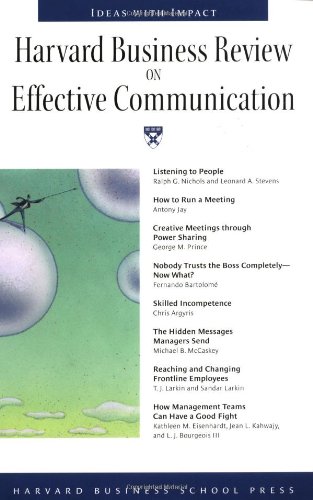 IDEAS WITH IMPACT
Harvard Business Review
ON
Effective Communication
Listening to People
Ralph G. Nichols and Leonard A. Stevens
How to Run a Meeting
Antony Jay
Creative Meetings through
Power Sharing
George M. Prince
Nobody Trusts the Boss Completely—
Now What?
Fernando Bartolomé
Skilled Incompetence
Chris Argyris
The Hidden Messages
Managers Send
Michael B. McCaskey
Reaching and Changing
Frontline Employees
T. J. Larkin and Sandar Larkin
How Management Teams
Can Have a Good Fight
Kathleen M. Eisenhardt, Jean L. Kahwajy,
and L. J. Bourgeois III
HARVARD BUSINESS SCHOOL PRESS